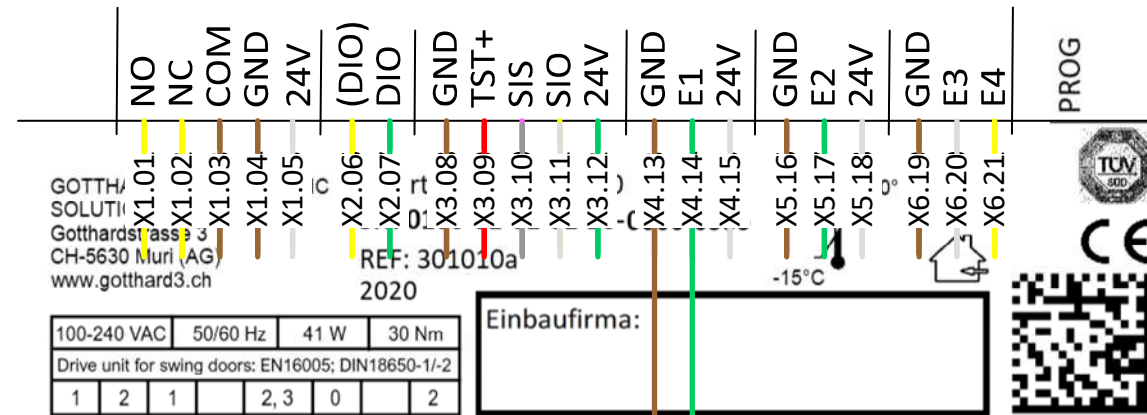 NO NC COM GND 24V (DIO) DIO GND TST+ SIS SIO 24V GND E1 24V GND E2 24V GND E3 E4 PROG
X1.01. X1.02. X1.03 X1.04. X1.05 X2.06. X2.07 X3.08 X3.09 X3.10 X3.11. X3.12 X4.13 X4.14 X4.15 X5.16 X5.17 X5.18 X6.19 X6.20 X6.21.
TÜV
SÜD
CE
Gotthardstrasse 3
CH-5630 Muri (AG)
www.gotthard3.ch
REF: 301010a
2020
-15°C
Einbaufirma:
100-240 VAC 50/60 Hz 41 W 30 Nm
Drive unit for swing doors: EN16005; DIN18650-1/-2
1 2 1 2, 3 0 2